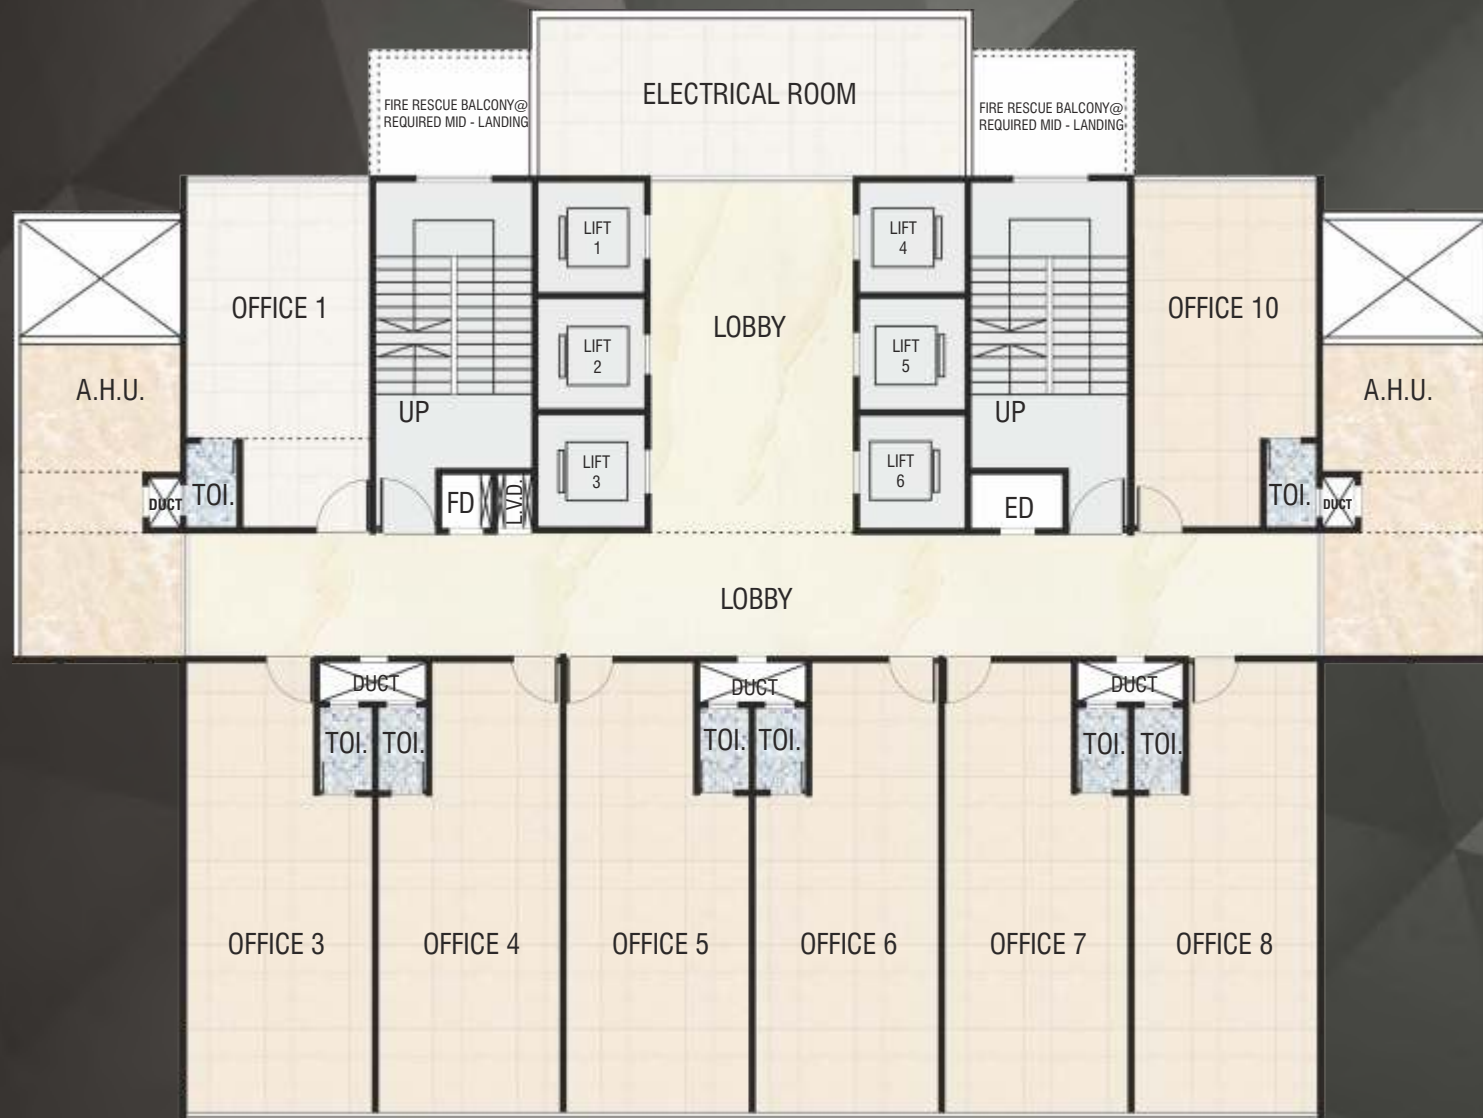 ELECTRICAL ROOM
FIRE RESCUE BALCONY@
REQUIRED MID - LANDING
FIRE RESCUE BALCONY@
REQUIRED MID - LANDING
LIFT
1
LIFT
4
OFFICE 1
LOBBY
OFFICE 10
LIFT
2
LIFT
5
A.H.U.
UP
UP
A.H.U.
LIFT
3
LIFT
6
DUCT
TOI.
FD
L.V.D.
ED
TOI.
DUCT
LOBBY
DUCT
DUCT
DUCT
TOI.
TOI.
TOI.
TOI.
TOI.
TOI.
OFFICE 3
OFFICE 4
OFFICE 5
OFFICE 6
OFFICE 7
OFFICE 8